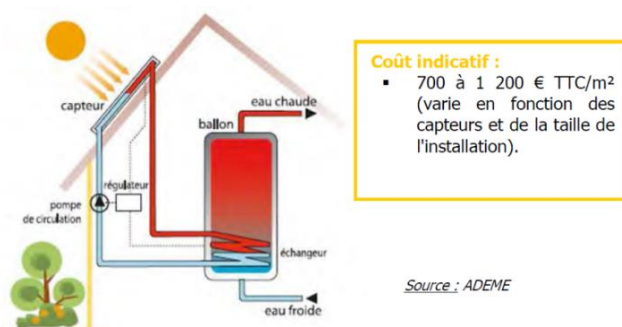 capteur
eau chaude
ballon
régulateur
pompe
de circulation
échangeur
eau froide
Coût indicatif :
▪ 700 à 1 200 € TTC/m²
(varie en fonction des
capteurs et de la taille de
l'installation).
Source : ADEME